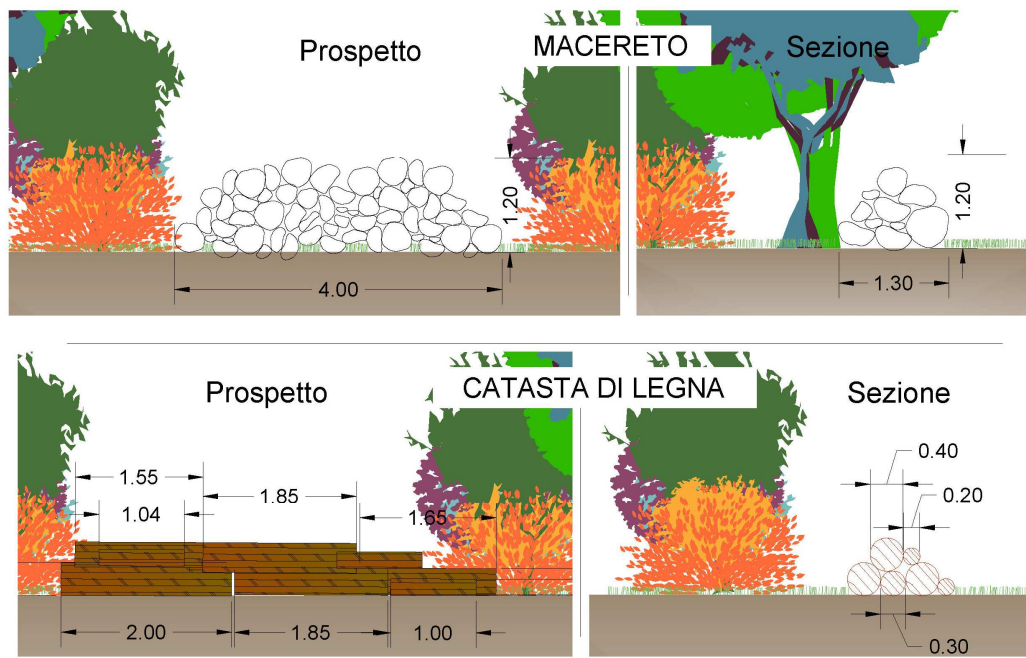 Prospetto
MACERETO
Sezione
1.20
4.00
1.20
1.30
Prospetto
CATASTA DI LEGNA
Sezione
1.55
1.85
1.04
1.65
2.00
1.85
1.00
0.40
0.20
0.30